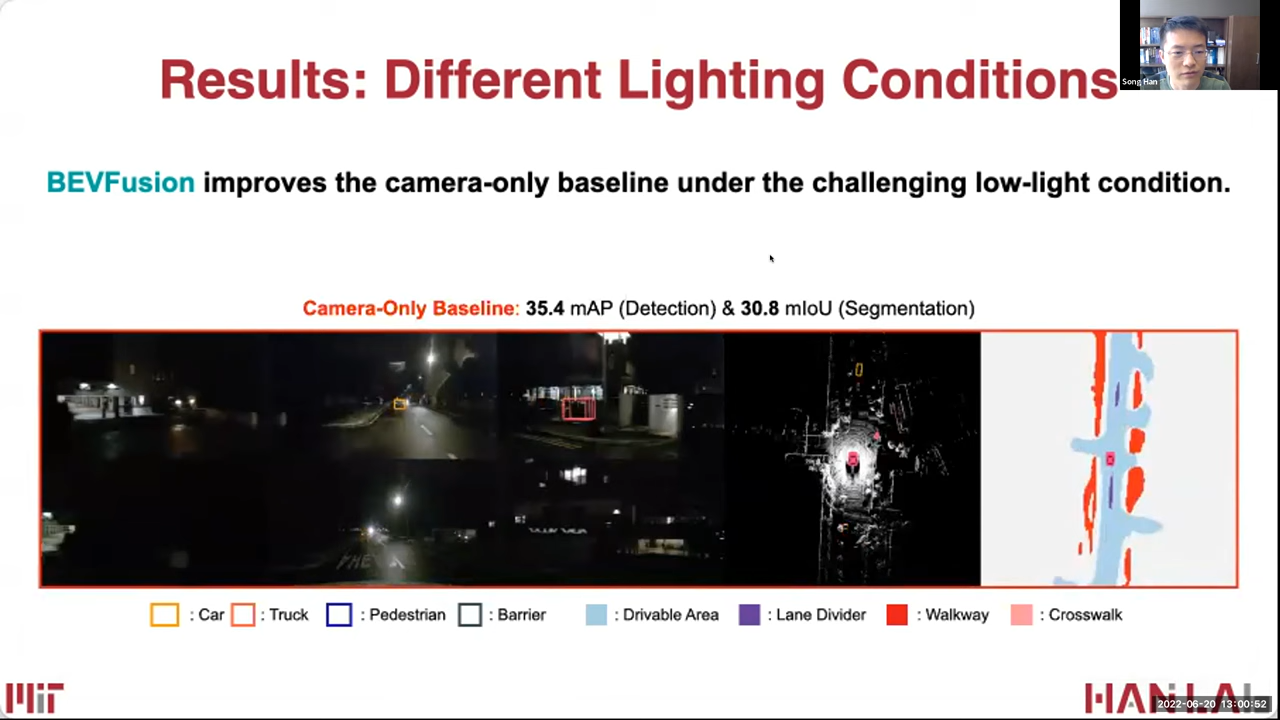 Results: Different Lighting Conditions
Song Han
BEVFusion improves the camera-only baseline under the challenging low-light condition.
Camera-Only Baseline: 35.4 mAP (Detection) & 30.8 mIoU (Segmentation)
: Car : Truck : Pedestrian : Barrier : Drivable Area : Lane Divider : Walkway : Crosswalk
MIT
HAN LAB
2022-06-20 13:00:52